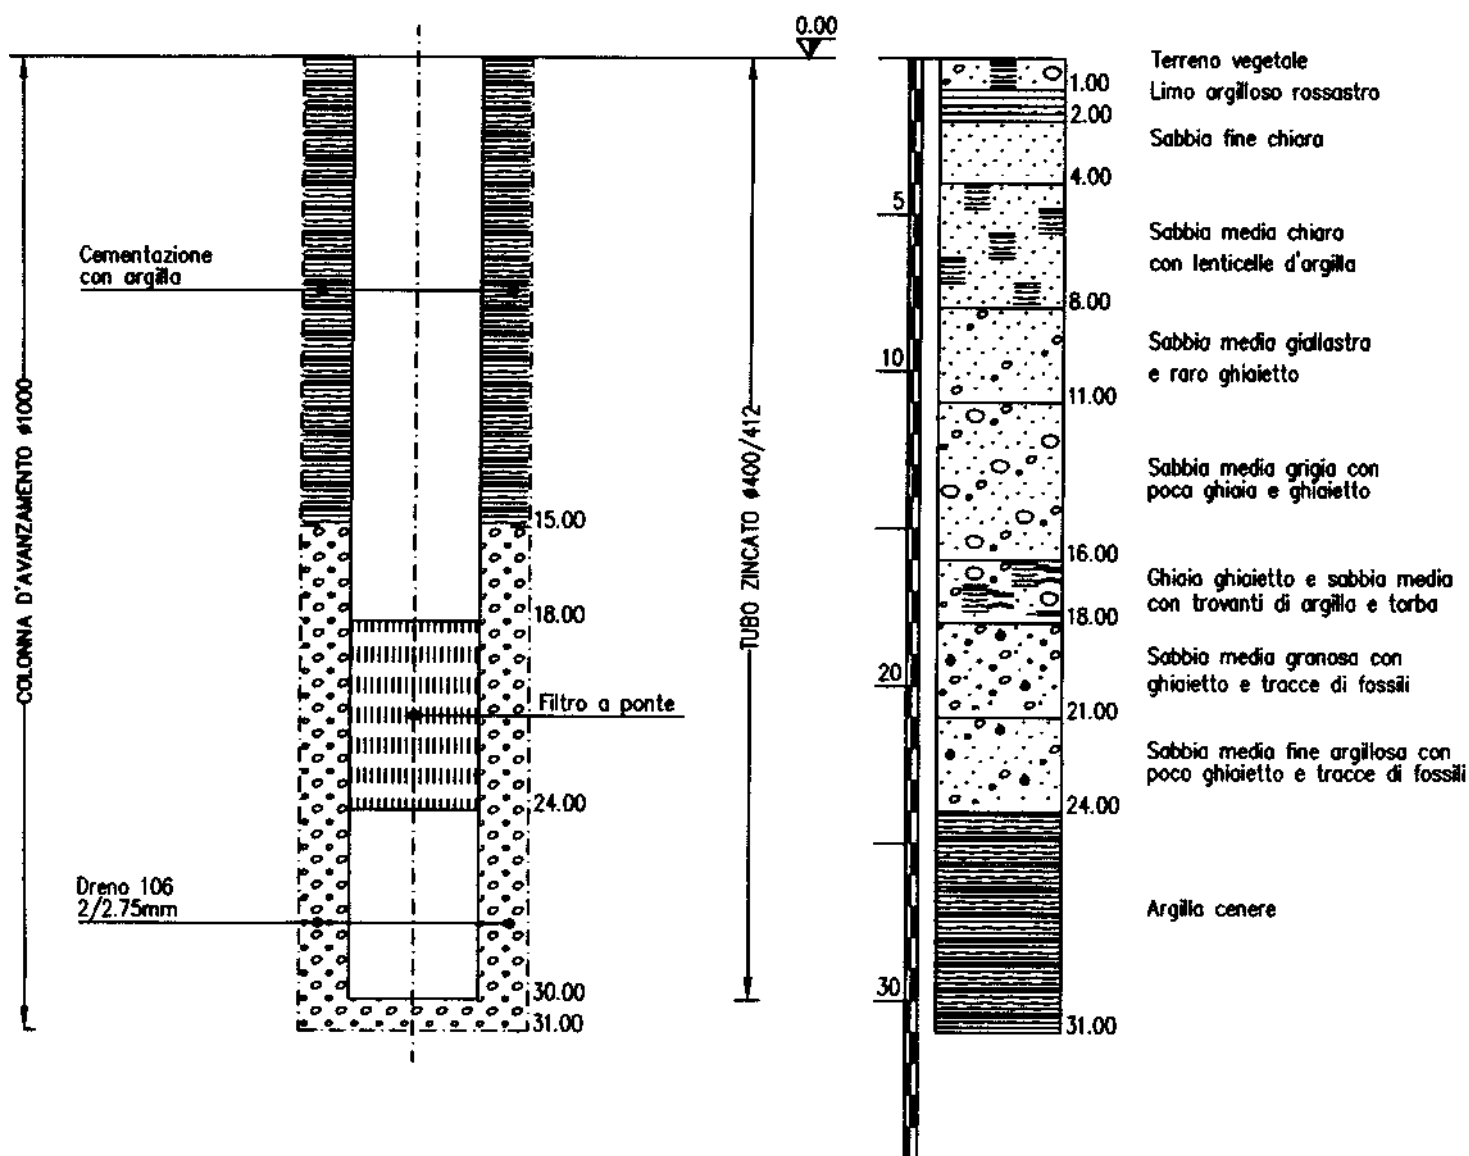 0.00
COLONNA D'AVANZAMENTO ø1000
Cementazione
con argilla
15.00
18.00
Filtro a ponte
24.00
Dreno 106
2/2.75mm
30.00
31.00
TUBO ZINCATO ø400/412
5
10
20
30
1.00
2.00
4.00
8.00
11.00
16.00
18.00
21.00
24.00
31.00
Terreno vegetale
Limo argilloso rossastro
Sabbia fine chiara
Sabbia media chiara
con lenticelle d'argilla
Sabbia media giallastra
e raro ghiaietto
Sabbia media grigia con
poca ghiaia e ghiaietto
Ghiaia ghiaietto e sabbia media
con trovanti di argilla e torba
Sabbia media granosa con
ghiaietto e tracce di fossili
Sabbia media fine argillosa con
poco ghiaietto e tracce di fossili
Argilla cenere